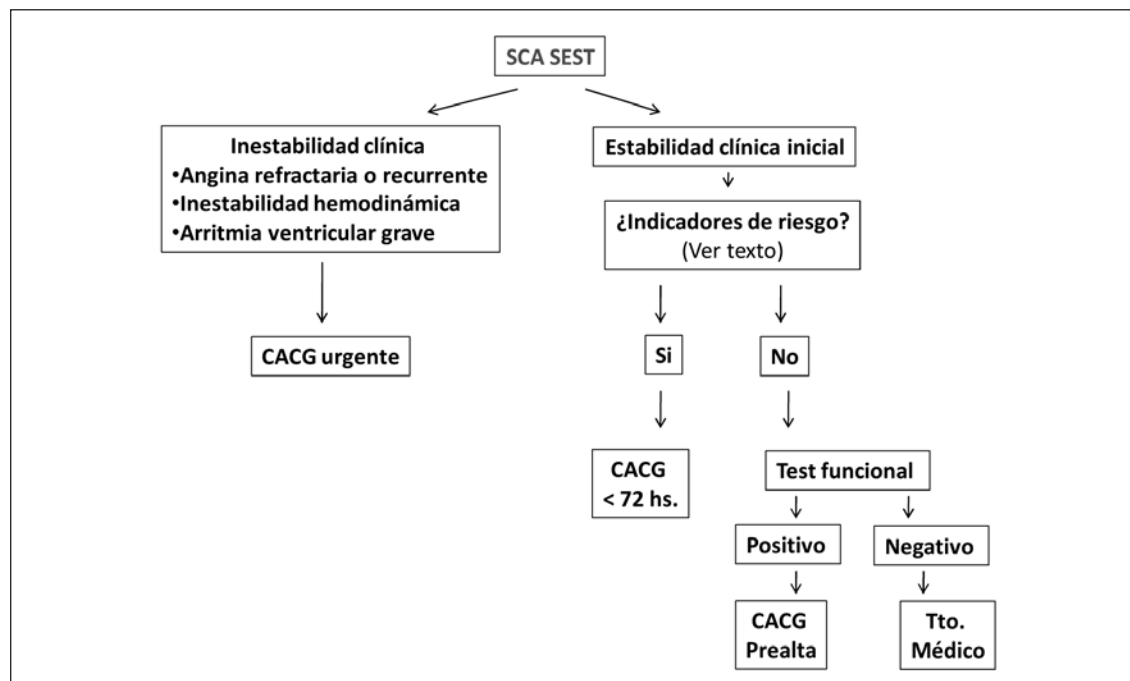 SCA SEST
Inestabilidad clínica
•Angina refractaria o recurrente
•Inestabilidad hemodinámica
•Arritmia ventricular grave
CACG urgente
Estabilidad clínica inicial
¿Indicadores de riesgo?
(Ver texto)
Si
No
CACG
< 72 hs.
Test funcional
Positivo
Negativo
CACG
Prealta
Tto.
Médico